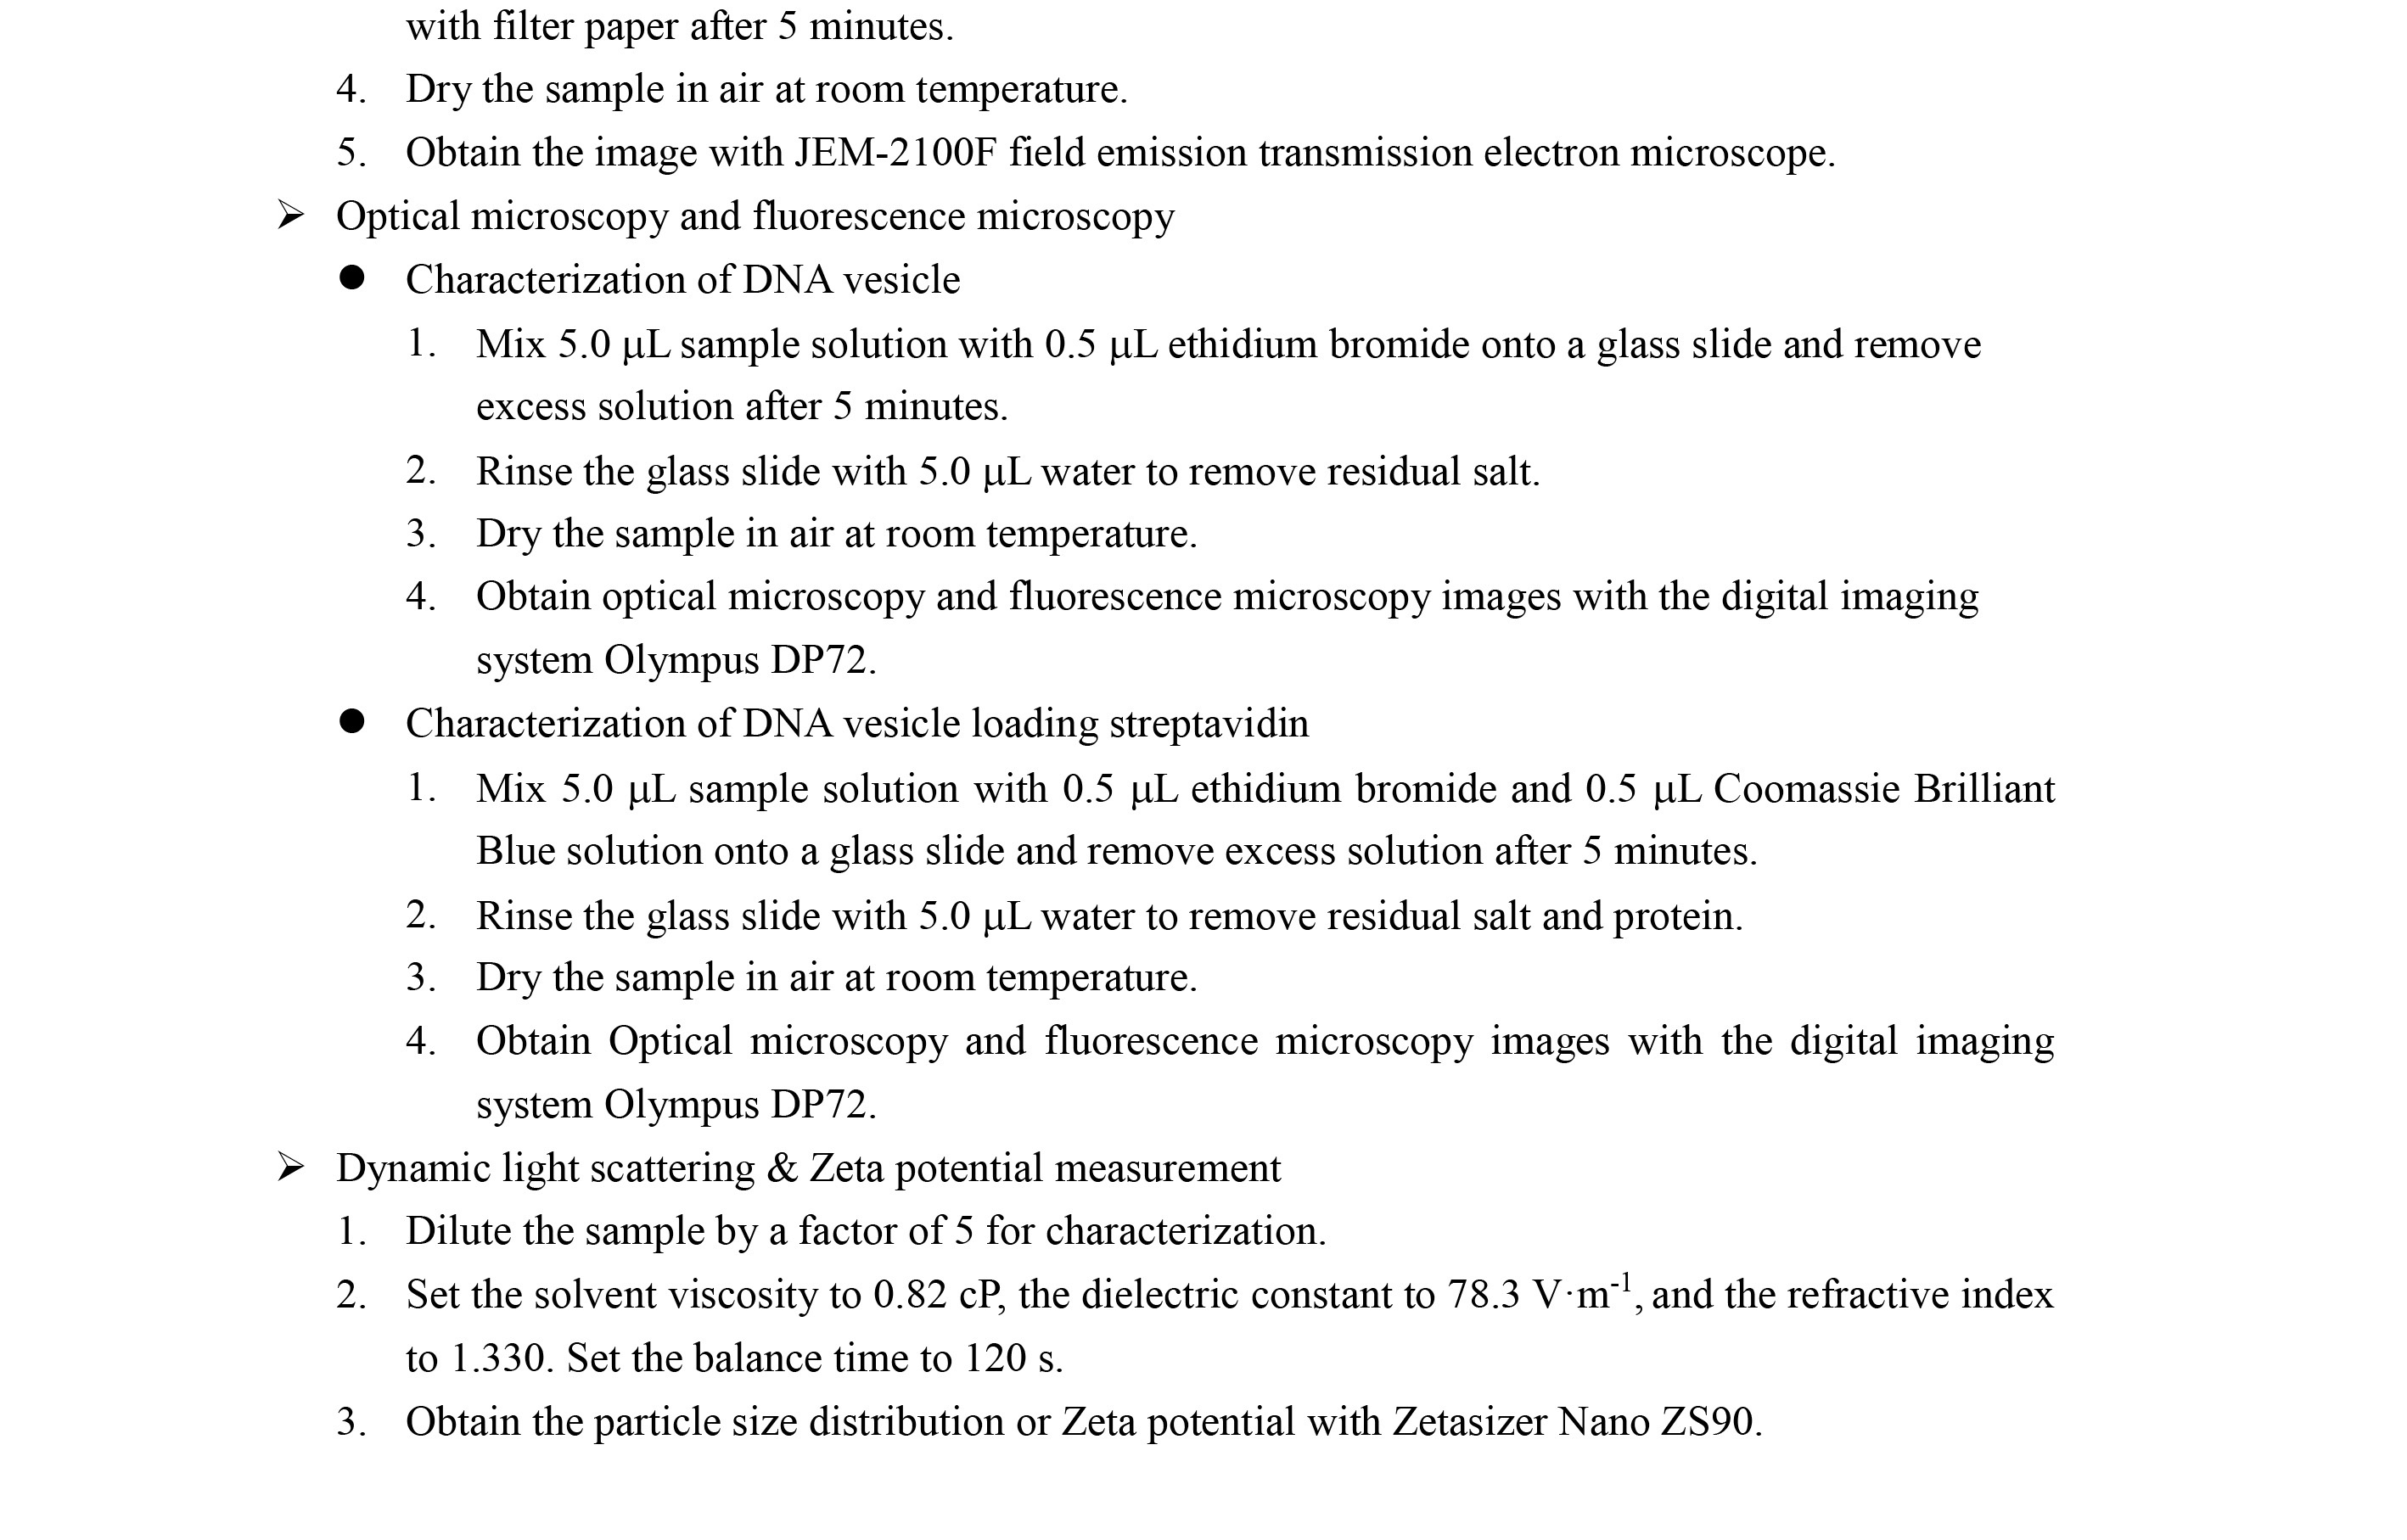 with filter paper after 5 minutes.
4. Dry the sample in air at room temperature.
5. Obtain the image with JEM-2100F field emission transmission electron microscope.
➢ Optical microscopy and fluorescence microscopy
● Characterization of DNA vesicle
1. Mix 5.0 μL sample solution with 0.5 μL ethidium bromide onto a glass slide and remove
excess solution after 5 minutes.
2. Rinse the glass slide with 5.0 μL water to remove residual salt.
3. Dry the sample in air at room temperature.
4. Obtain optical microscopy and fluorescence microscopy images with the digital imaging
system Olympus DP72.
● Characterization of DNA vesicle loading streptavidin
1. Mix 5.0 μL sample solution with 0.5 μL ethidium bromide and 0.5 μL Coomassie Brilliant
Blue solution onto a glass slide and remove excess solution after 5 minutes.
2. Rinse the glass slide with 5.0 μL water to remove residual salt and protein.
3. Dry the sample in air at room temperature.
4. Obtain Optical microscopy and fluorescence microscopy images with the digital imaging
system Olympus DP72.
➢ Dynamic light scattering & Zeta potential measurement
1. Dilute the sample by a factor of 5 for characterization.
2. Set the solvent viscosity to 0.82 cP, the dielectric constant to 78.3 V·m⁻¹, and the refractive index
to 1.330. Set the balance time to 120 s.
3. Obtain the particle size distribution or Zeta potential with Zetasizer Nano ZS90.